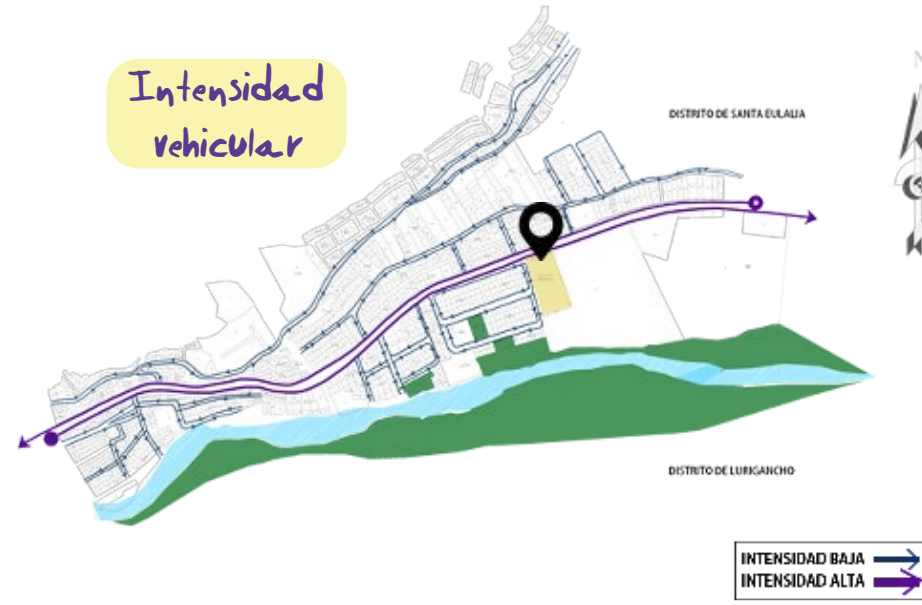 Intensidad
vehicular
DISTRITO DE SANTA EULALIA
DISTRITO DE LURIGANCHO
INTENSIDAD BAJA
INTENSIDAD ALTA